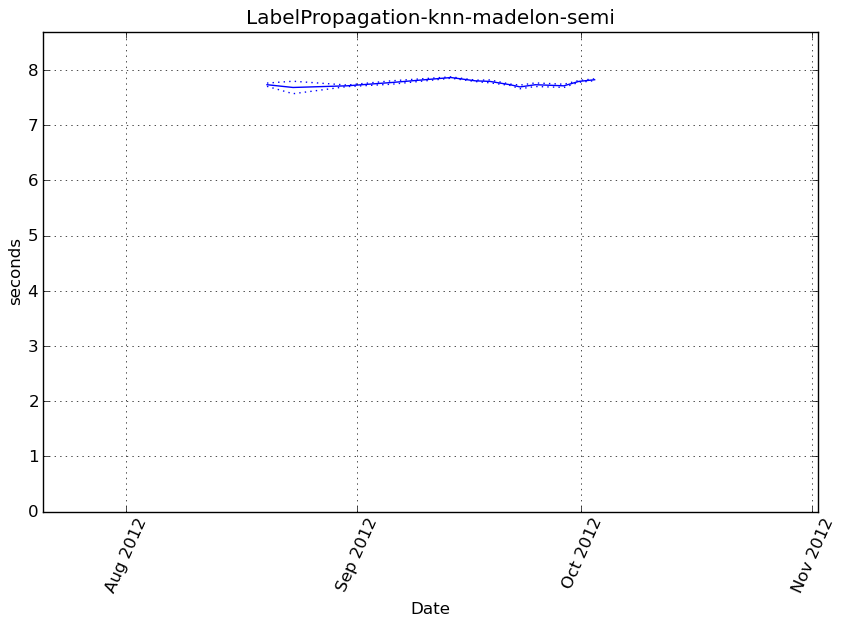 LabelPropagation-knn-madelon-semi
8
7
6
5
4
3
2
1
0
seconds
Aug 2012
Sep 2012
Oct 2012
Nov 2012
Date